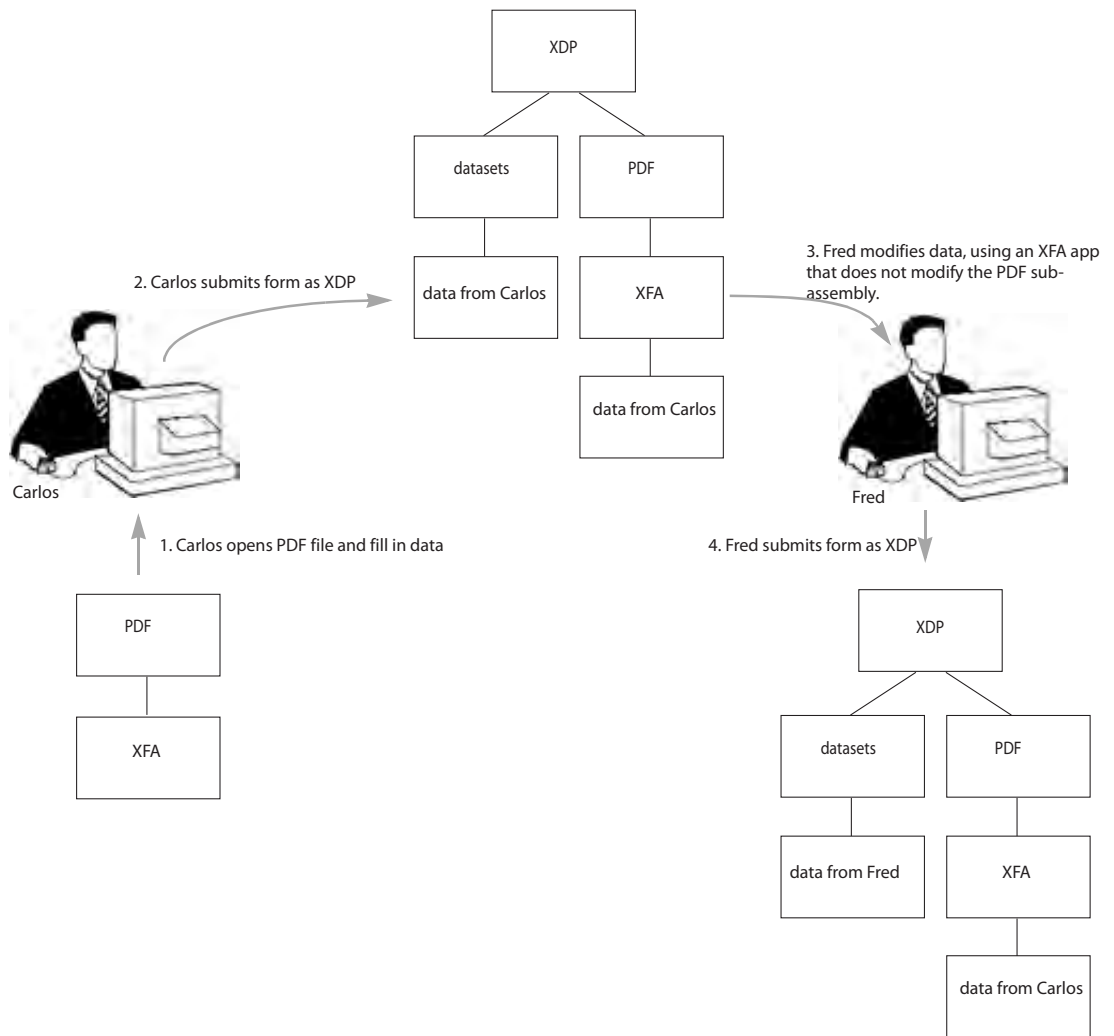 XDP
datasets
PDF
data from Carlos
XFA
data from Carlos
2. Carlos submits form as XDP
3. Fred modifies data, using an XFA app
that does not modify the PDF sub-
assembly.
Carlos
Fred
1. Carlos opens PDF file and fill in data
4. Fred submits form as XDP
PDF
XFA
XDP
datasets
PDF
data from Fred
XFA
data from Carlos